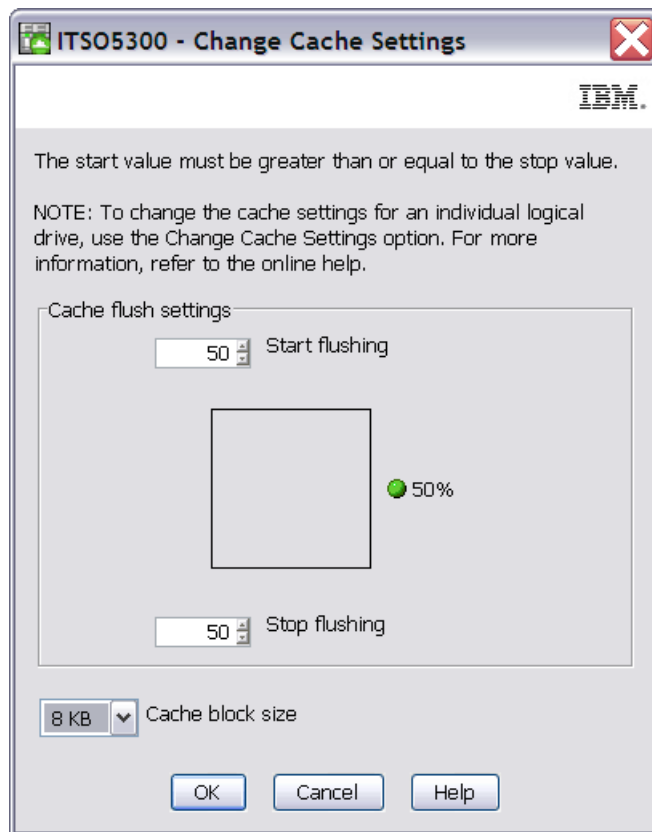 ITSO5300 - Change Cache Settings
IBM.
The start value must be greater than or equal to the stop value.
NOTE: To change the cache settings for an individual logical
drive, use the Change Cache Settings option. For more
information, refer to the online help.
Cache flush settings
50 Start flushing
50%
50 Stop flushing
8 KB Cache block size
OK Cancel Help